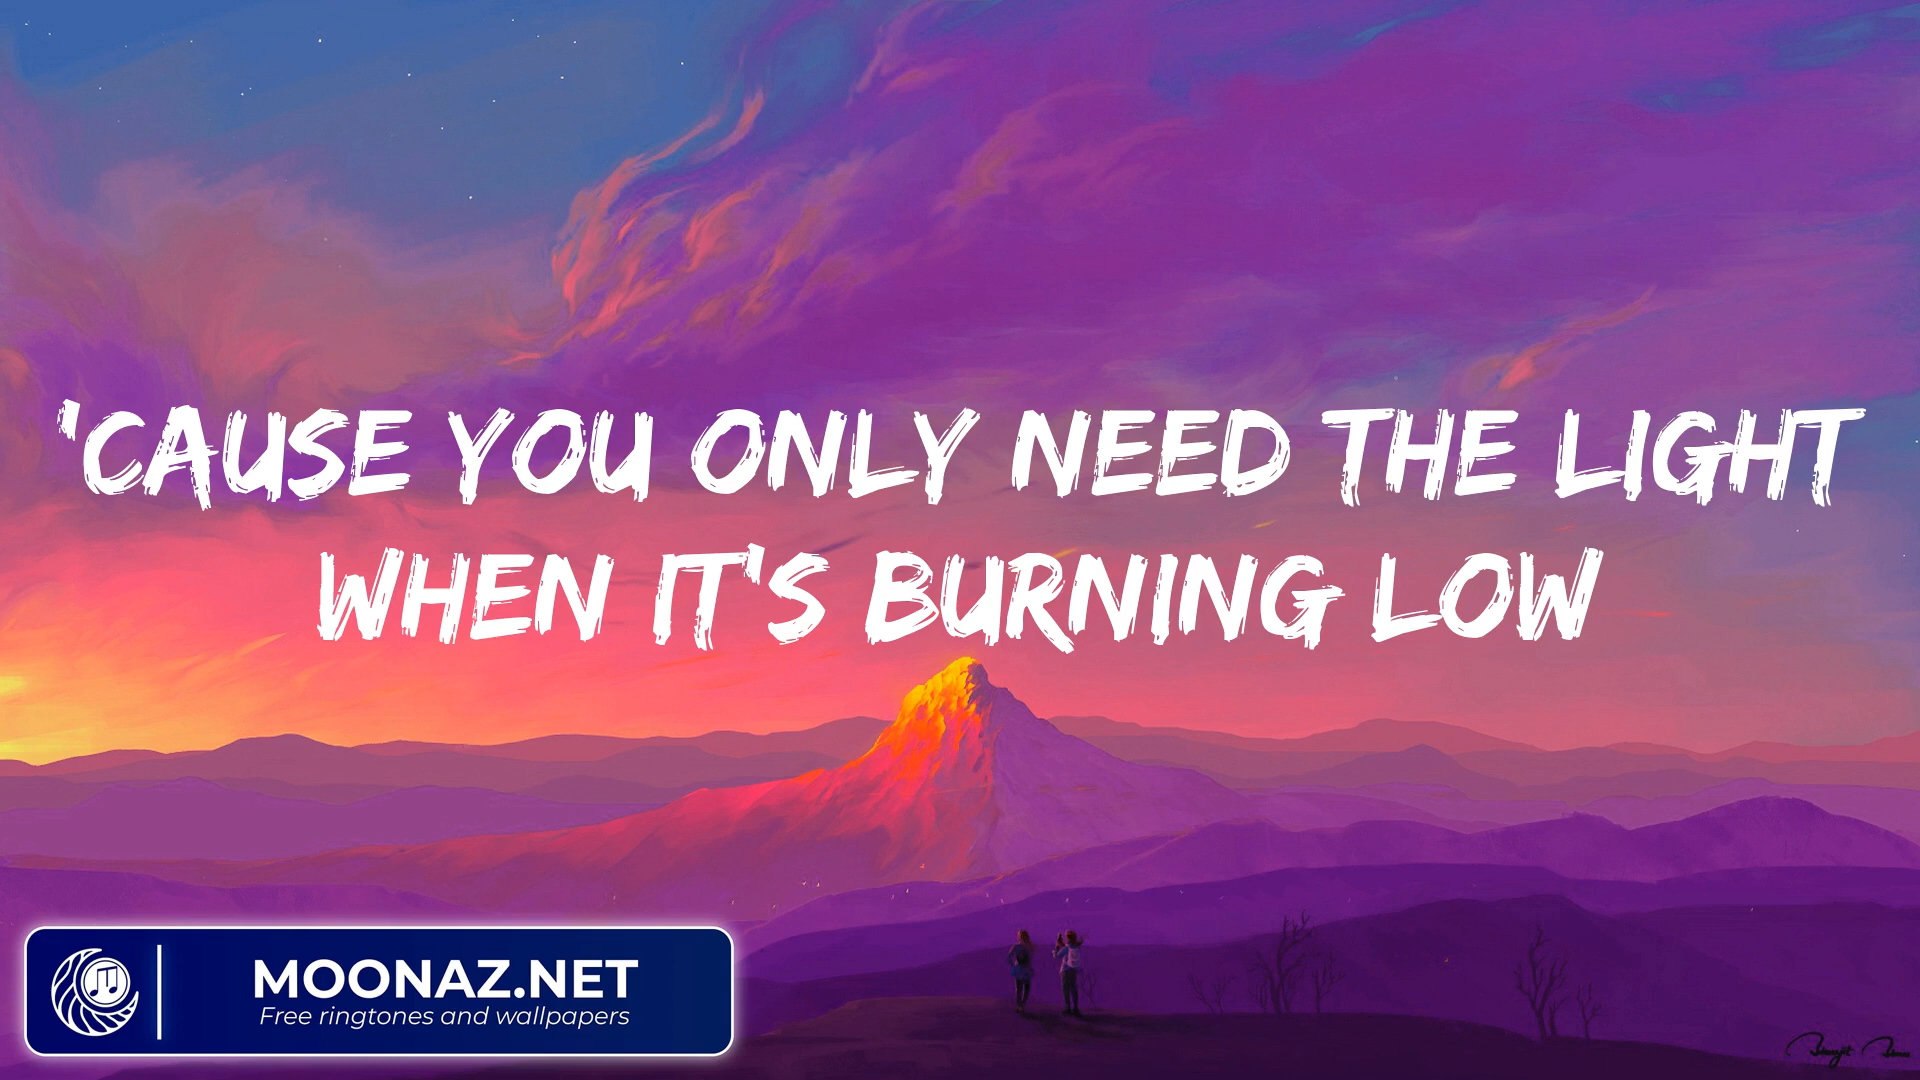 'CAUSE YOU ONLY NEED THE LIGHT
WHEN IT'S BURNING LOW
MOONAZ.NET
Free ringtones and wallpapers